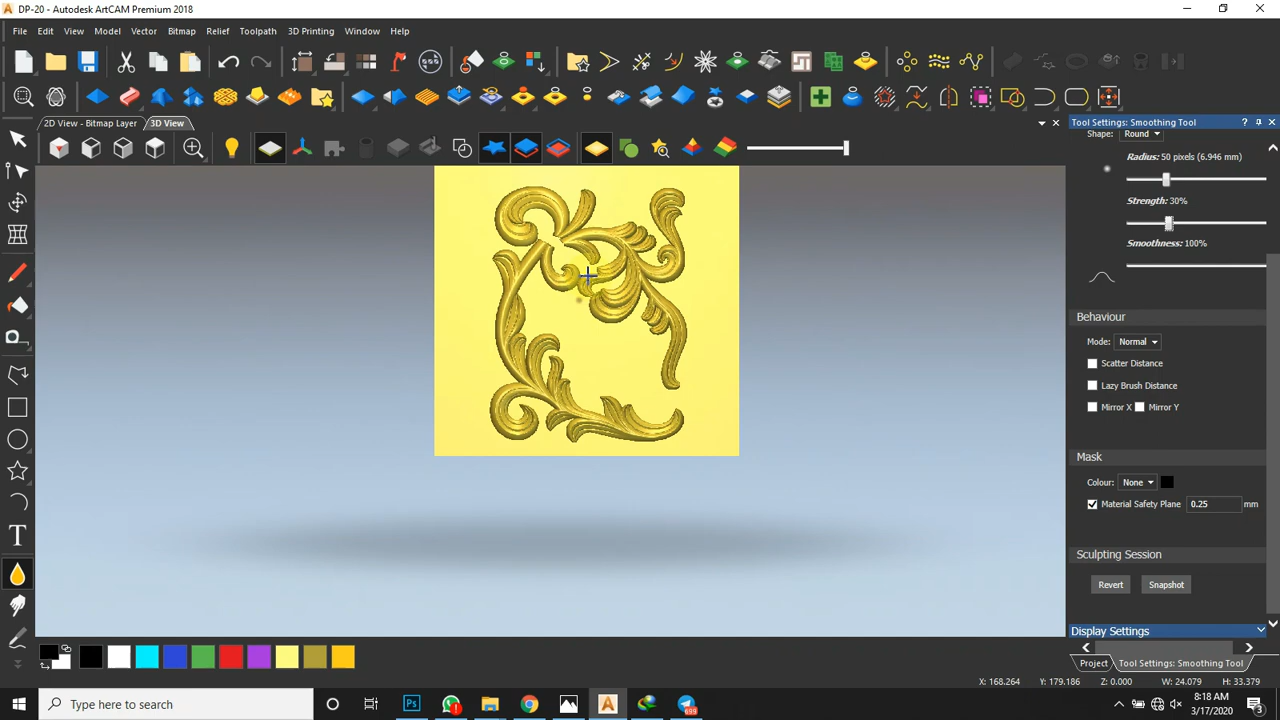 DP-20 - Autodesk ArtCAM Premium 2018
File Edit View Model Vector Bitmap Relief Toolpath 3D Printing Window Help
2D View - Bitmap Layer 3D View
Tool Settings: Smoothing Tool
Shape: Round
Radius: 50 pixels (6.946 mm)
Strength: 30%
Smoothness: 100%
Behaviour
Mode: Normal
Scatter Distance
Lazy Brush Distance
Mirror X Mirror Y
Mask
Colour: None
Material Safety Plane 0.25 mm
Sculpting Session
Revert Snapshot
Display Settings
Project Tool Settings: Smoothing Tool
X: 168.264 Y: 179.186 Z: 0.000 W: 24.079 H: 33.379
Type here to search
Ps
699
8:18 AM
3/17/2020
3